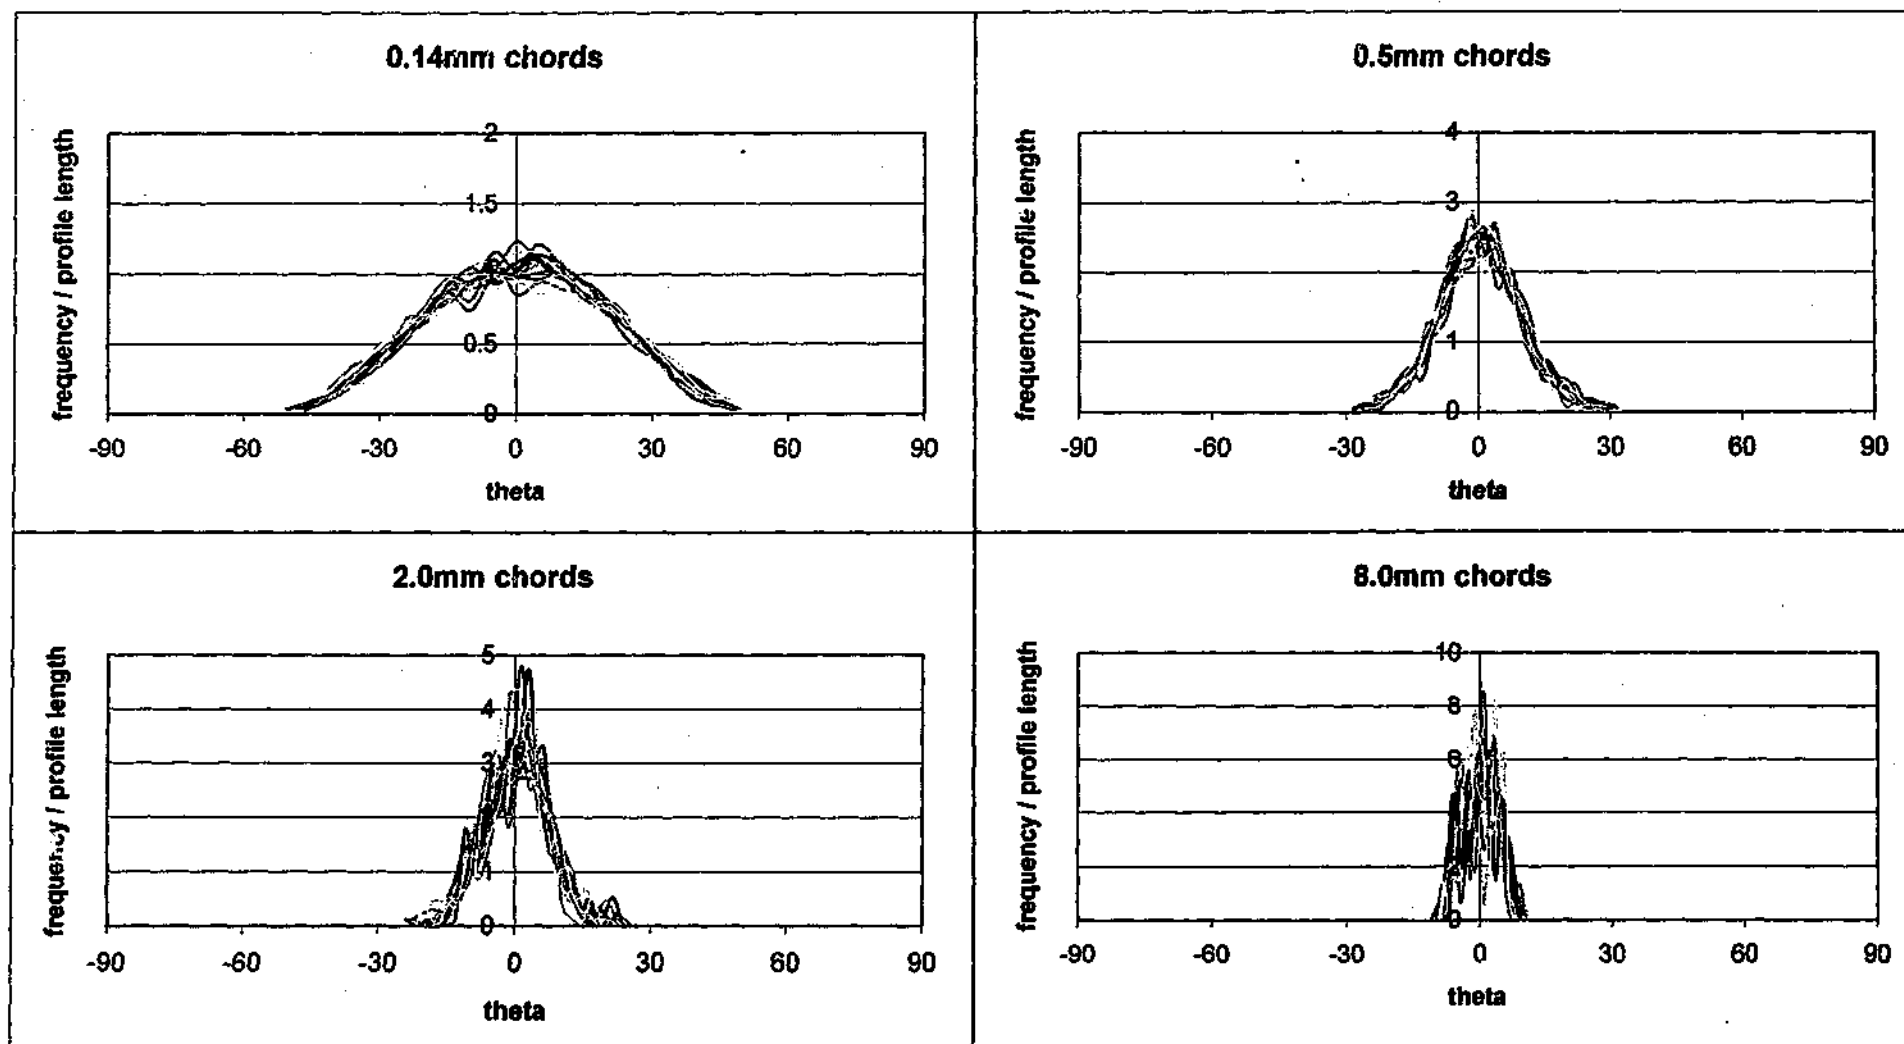 0.14mm chords
frequency / profile length
2
1.5
0.5
0
-90 -60 -30 0 30 60 90
theta
0.5mm chords
frequency / profile length
4
3
1
0
-90 -60 -30 0 30 60 90
theta
2.0mm chords
frequency / profile length
5
4
3
1
0
-90 -60 -30 0 30 60 90
theta
8.0mm chords
frequency / profile length
10
8
6
0
-90 -60 -30 0 30 60 90
theta